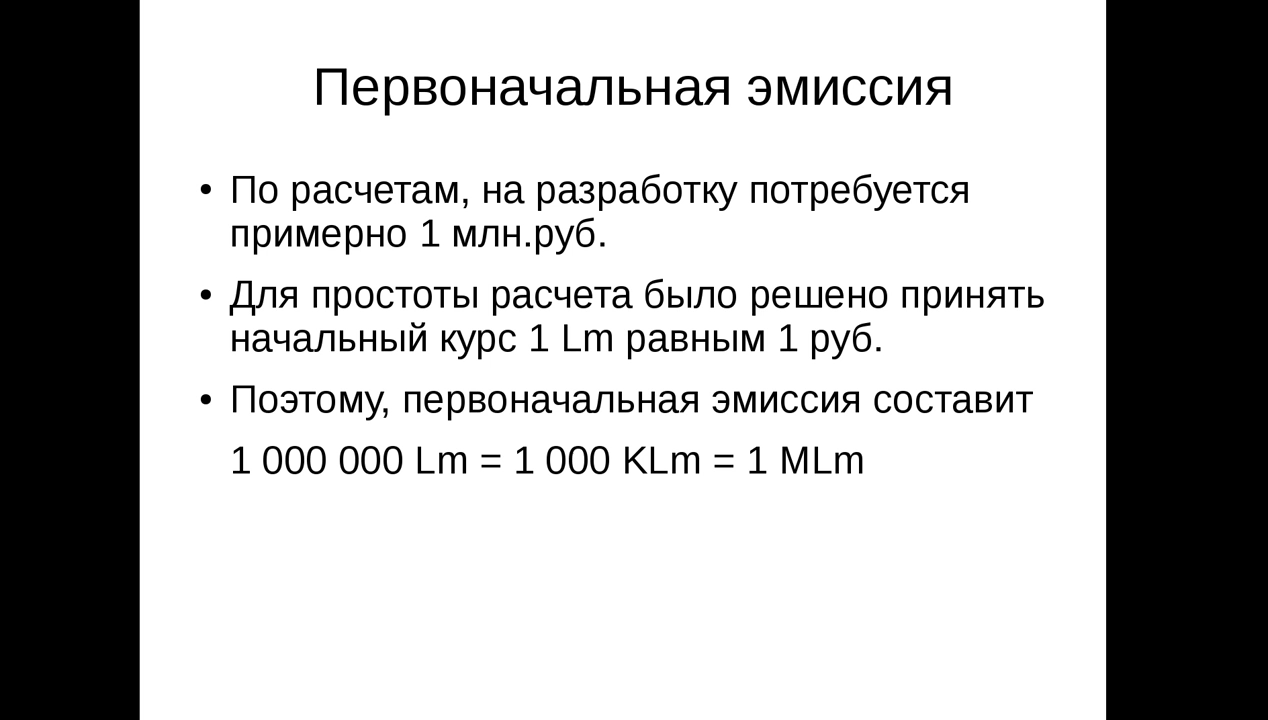 Первоначальная эмиссия
• По расчетам, на разработку потребуется
примерно 1 млн.руб.
• Для простоты расчета было решено принять
начальный курс 1 Lm равным 1 руб.
• Поэтому, первоначальная эмиссия составит
1 000 000 Lm = 1 000 KLm = 1 MLm